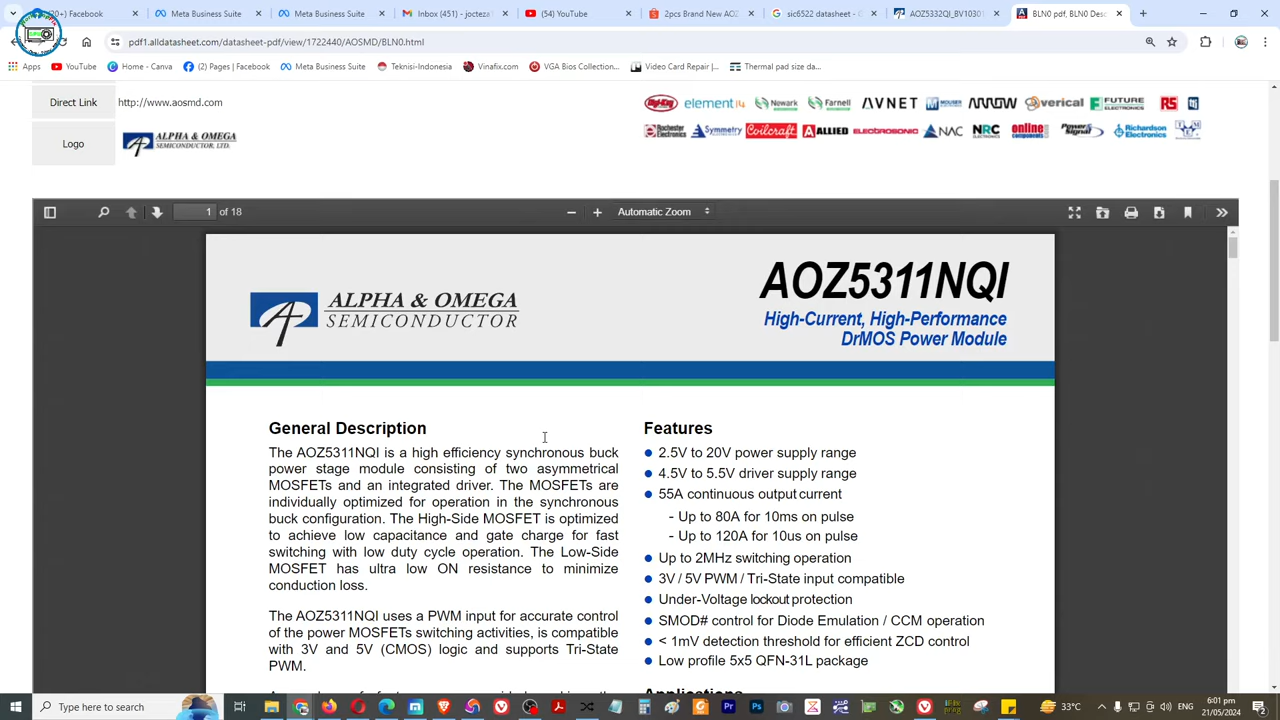 (20+) Facebook
Meta Business Suite
Meta Business Suite
Inbox (451) - joctecs
(54) YouTube
2pcs Brand New AOZ
sic6522 datasheet -
AOZ5332QI_BV10301
BLN0 pdf, BLN0 Des
pdf1.alldatasheet.com/datasheet-pdf/view/1722440/AOSMD/BLN0.html
Apps
YouTube
Home - Canva
(2) Pages | Facebook
Meta Business Suite
Teknisi-Indonesia
Vinafix.com
VGA Bios Collection...
Video Card Repair |...
Thermal pad size da...
Direct Link
http://www.aosmd.com
Digi-Key element14 Newark Farnell AVNET MOUSER ARROW verical FUTURE ELECTRONICS RS
Logo
ALPHA & OMEGA
SEMICONDUCTOR, LTD.
Rochester Electronics Symmetry Coilcraft ALLIED ELECTROSONIC NAC NRC online components Power Signal Richardson Electronics
1 of 18
Automatic Zoom
ALPHA & OMEGA
SEMICONDUCTOR
AOZ5311NQI
High-Current, High-Performance
DrMOS Power Module
General Description
The AOZ5311NQI is a high efficiency synchronous buck
power stage module consisting of two asymmetrical
MOSFETs and an integrated driver. The MOSFETs are
individually optimized for operation in the synchronous
buck configuration. The High-Side MOSFET is optimized
to achieve low capacitance and gate charge for fast
switching with low duty cycle operation. The Low-Side
MOSFET has ultra low ON resistance to minimize
conduction loss.
The AOZ5311NQI uses a PWM input for accurate control
of the power MOSFETs switching activities, is compatible
with 3V and 5V (CMOS) logic and supports Tri-State
PWM.
Features
2.5V to 20V power supply range
4.5V to 5.5V driver supply range
55A continuous output current
- Up to 80A for 10ms on pulse
- Up to 120A for 10us on pulse
Up to 2MHz switching operation
3V / 5V PWM / Tri-State input compatible
Under-Voltage lockout protection
SMOD# control for Diode Emulation / CCM operation
< 1mV detection threshold for efficient ZCD control
Low profile 5x5 QFN-31L package
Applications
Type here to search
33°C
6:01 pm
21/05/2024